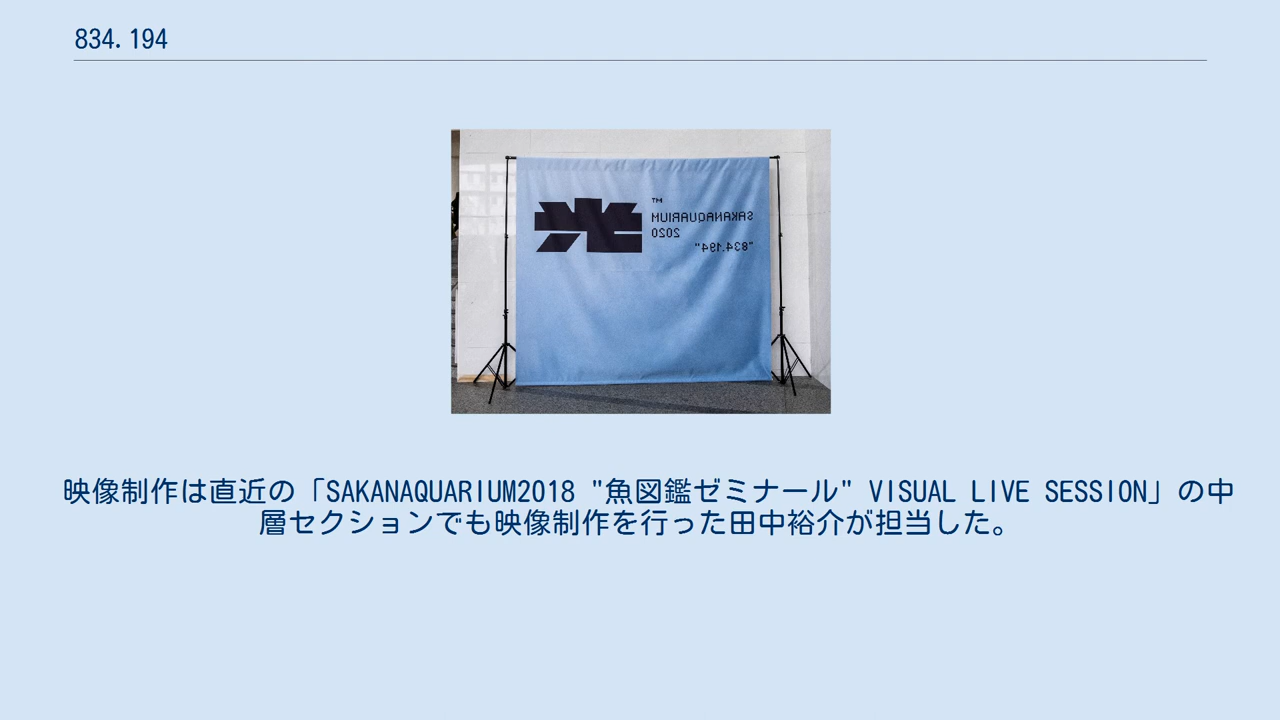 834.194
光
SAKANAQUARIUM
2020
"834.194"
映像制作は直近の「SAKANAQUARIUM2018 "魚図鑑ゼミナール" VISUAL LIVE SESSION」の中
層セクションでも映像制作を行った田中裕介が担当した。